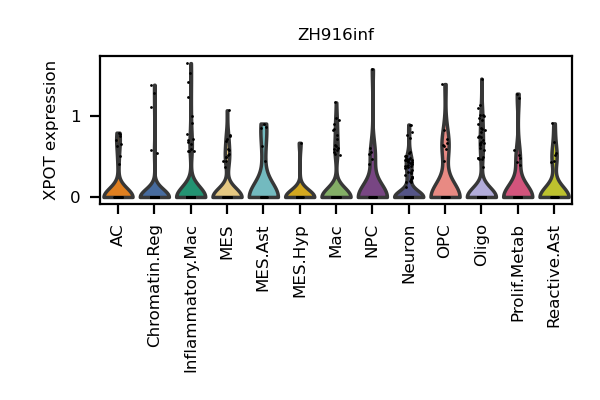 ZH916inf
XPOT expression
1
0
AC
Chromatin.Reg
Inflammatory.Mac
MES
MES.Ast
MES.Hyp
Mac
NPC
Neuron
OPC
Oligo
Prolif.Metab
Reactive.Ast